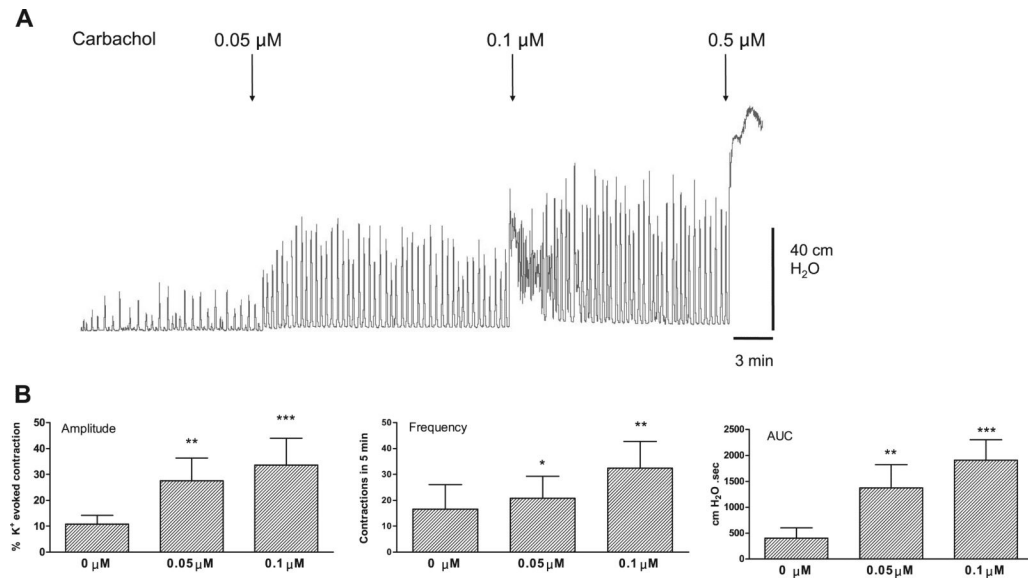 A
Carbachol 0.05 µM 0.1 µM 0.5 µM
40 cm
H₂O
3 min
B
Amplitude
% K⁺ evoked contraction
50
40
30
20
10
0
**
***
0 µM 0.05 µM 0.1 µM
Frequency
Contractions in 5 min
50
40
30
20
10
0
*
**
0 µM 0.05 µM 0.1 µM
AUC
cm H₂O .sec
2500
2000
1500
1000
500
0
**
***
0 µM 0.05 µM 0.1 µM